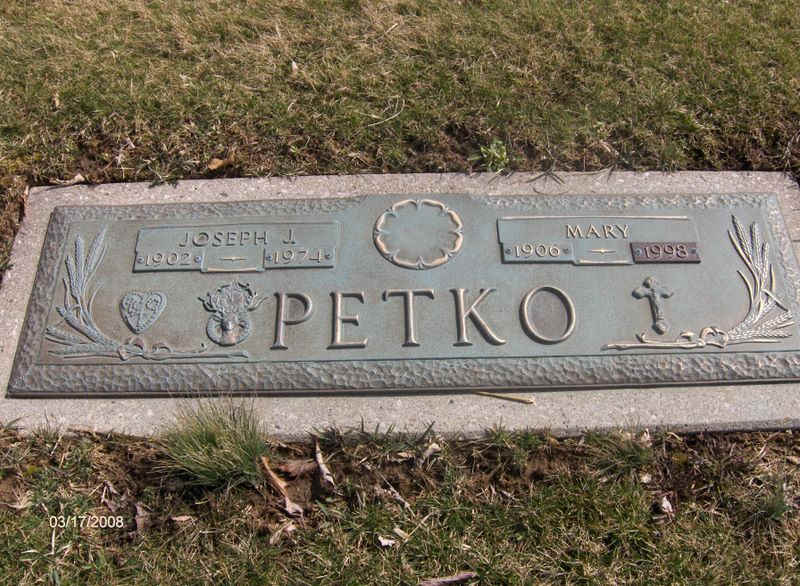 JOSEPH J.
1902 1974
MARY
1906 1998
PETKO
03/17/2008